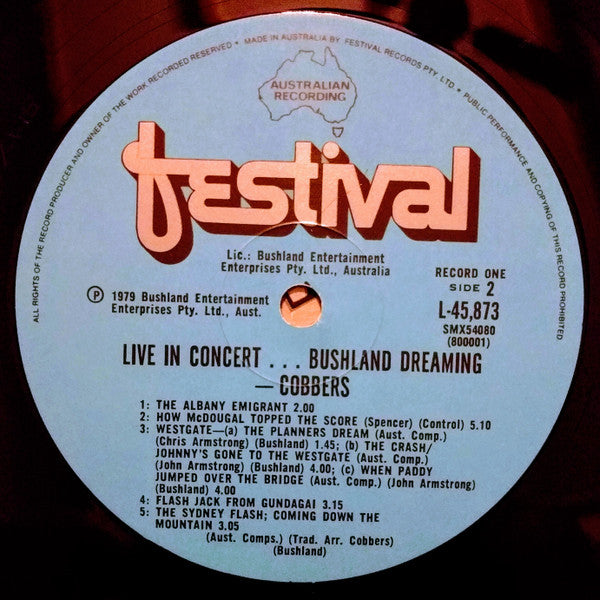 ALL RIGHTS OF THE RECORD PRODUCER AND OWNER OF THE WORK RECORDED RESERVED • MADE IN AUSTRALIA BY FESTIVAL RECORDS PTY. LTD. • PUBLIC PERFORMANCE AND COPYING OF THIS RECORD PROHIBITED
AUSTRALIAN
RECORDING
festival
Lic.: Bushland Entertainment
Enterprises Pty. Ltd., Australia
RECORD ONE
SIDE 2
Ⓟ 1979 Bushland Entertainment
Enterprises Pty. Ltd., Aust.
L-45,873
SMX54080
(800001)
LIVE IN CONCERT . . . BUSHLAND DREAMING
— COBBERS
1: THE ALBANY EMIGRANT 2.00
2: HOW McDOUGAL TOPPED THE SCORE (Spencer) (Control) 5.10
3: WESTGATE—(a) THE PLANNERS DREAM (Aust. Comp.)
(Chris Armstrong) (Bushland) 1.45; (b) THE CRASH/
JOHNNY'S GONE TO THE WESTGATE (Aust. Comp.)
(John Armstrong) (Bushland) 4.00; (c) WHEN PADDY
JUMPED OVER THE BRIDGE (Aust. Comp.) (John Armstrong)
(Bushland) 4.00
4: FLASH JACK FROM GUNDAGAI 3.15
5: THE SYDNEY FLASH; COMING DOWN THE
MOUNTAIN 3.05
(Aust. Comps.) (Trad. Arr. Cobbers)
(Bushland)